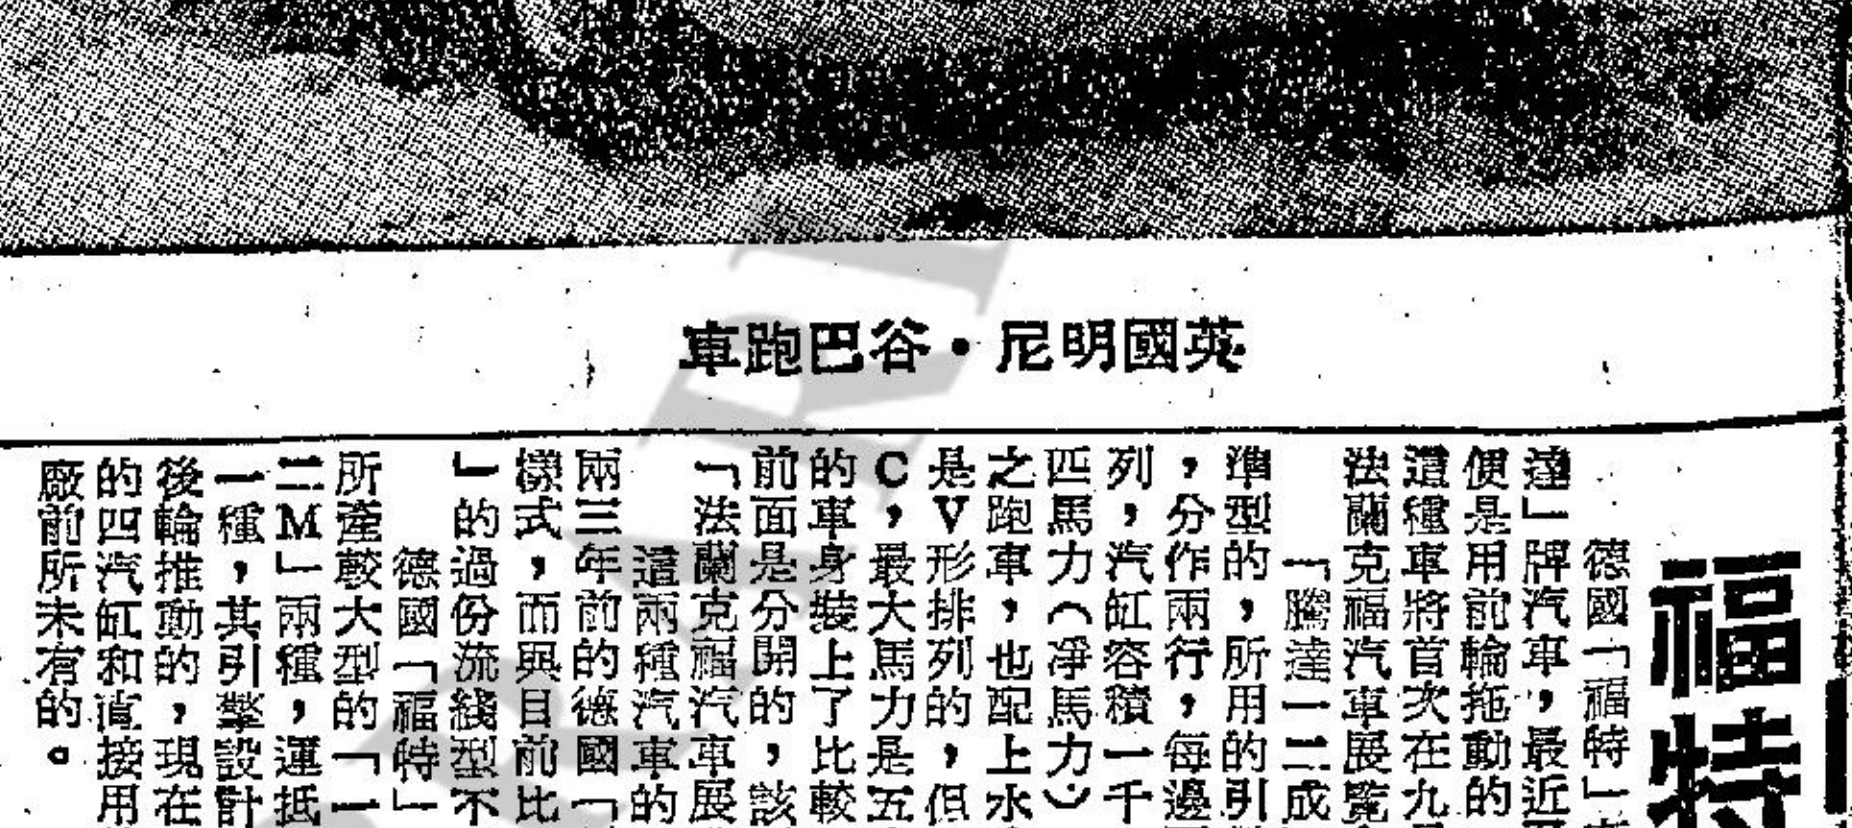 英國明尼·谷巴跑車
福特
德國「福特」
達」牌汽車，最近
便是用前輪拖動的
這種車將首次在九
法蘭克福汽車展覽
「騰達一二成
準型的，所用的引
，分作兩行，每邊
列，汽缸容積一千
匹馬力（凈馬力）
之跑車，也配上水
是V形排列的，但
C，最大馬力是五
的車身裝上了比較
前面是分開的，該
「法蘭克福汽車展
這兩種汽車的
兩三年前的德國「
樣式，而與目前比
」的過份流綫型不
德國「福特」
所產較大型的「一
二M」兩種，運抵
一種，其引擎設計
後輪推動的，現在
的四汽缸和直接用
廠前所未有的。